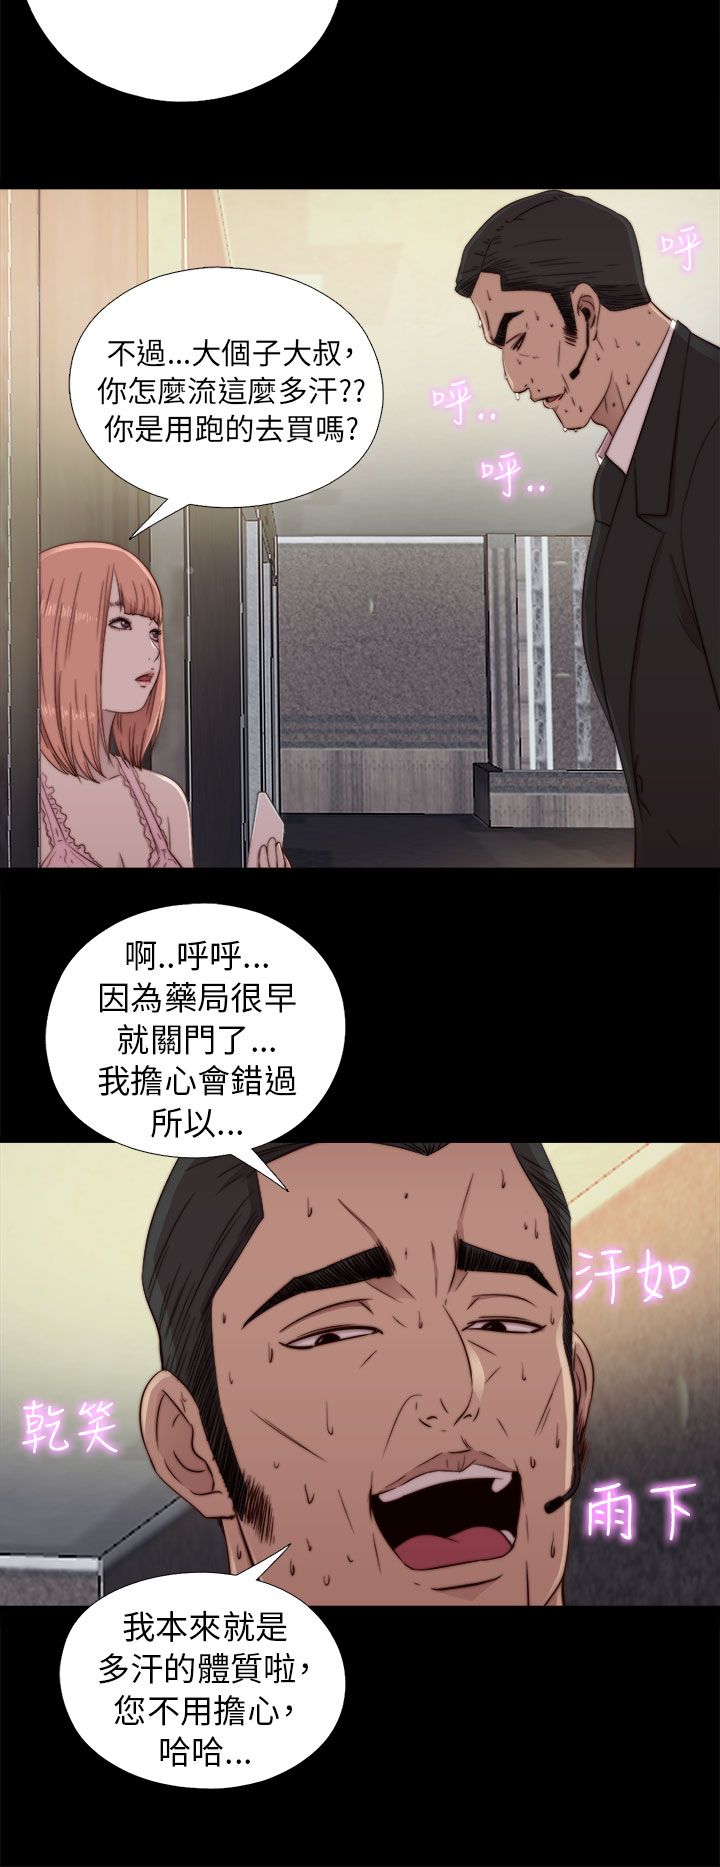 呼
不過...大個子大叔，
你怎麼流這麼多汗??
你是用跑的去買嗎?
呼..
呼..
啊..呼呼...
因為藥局很早
就關門了...
我擔心會錯過
所以...
汗如
乾笑
雨下
我本來就是
多汗的體質啦，
您不用擔心，
哈哈...